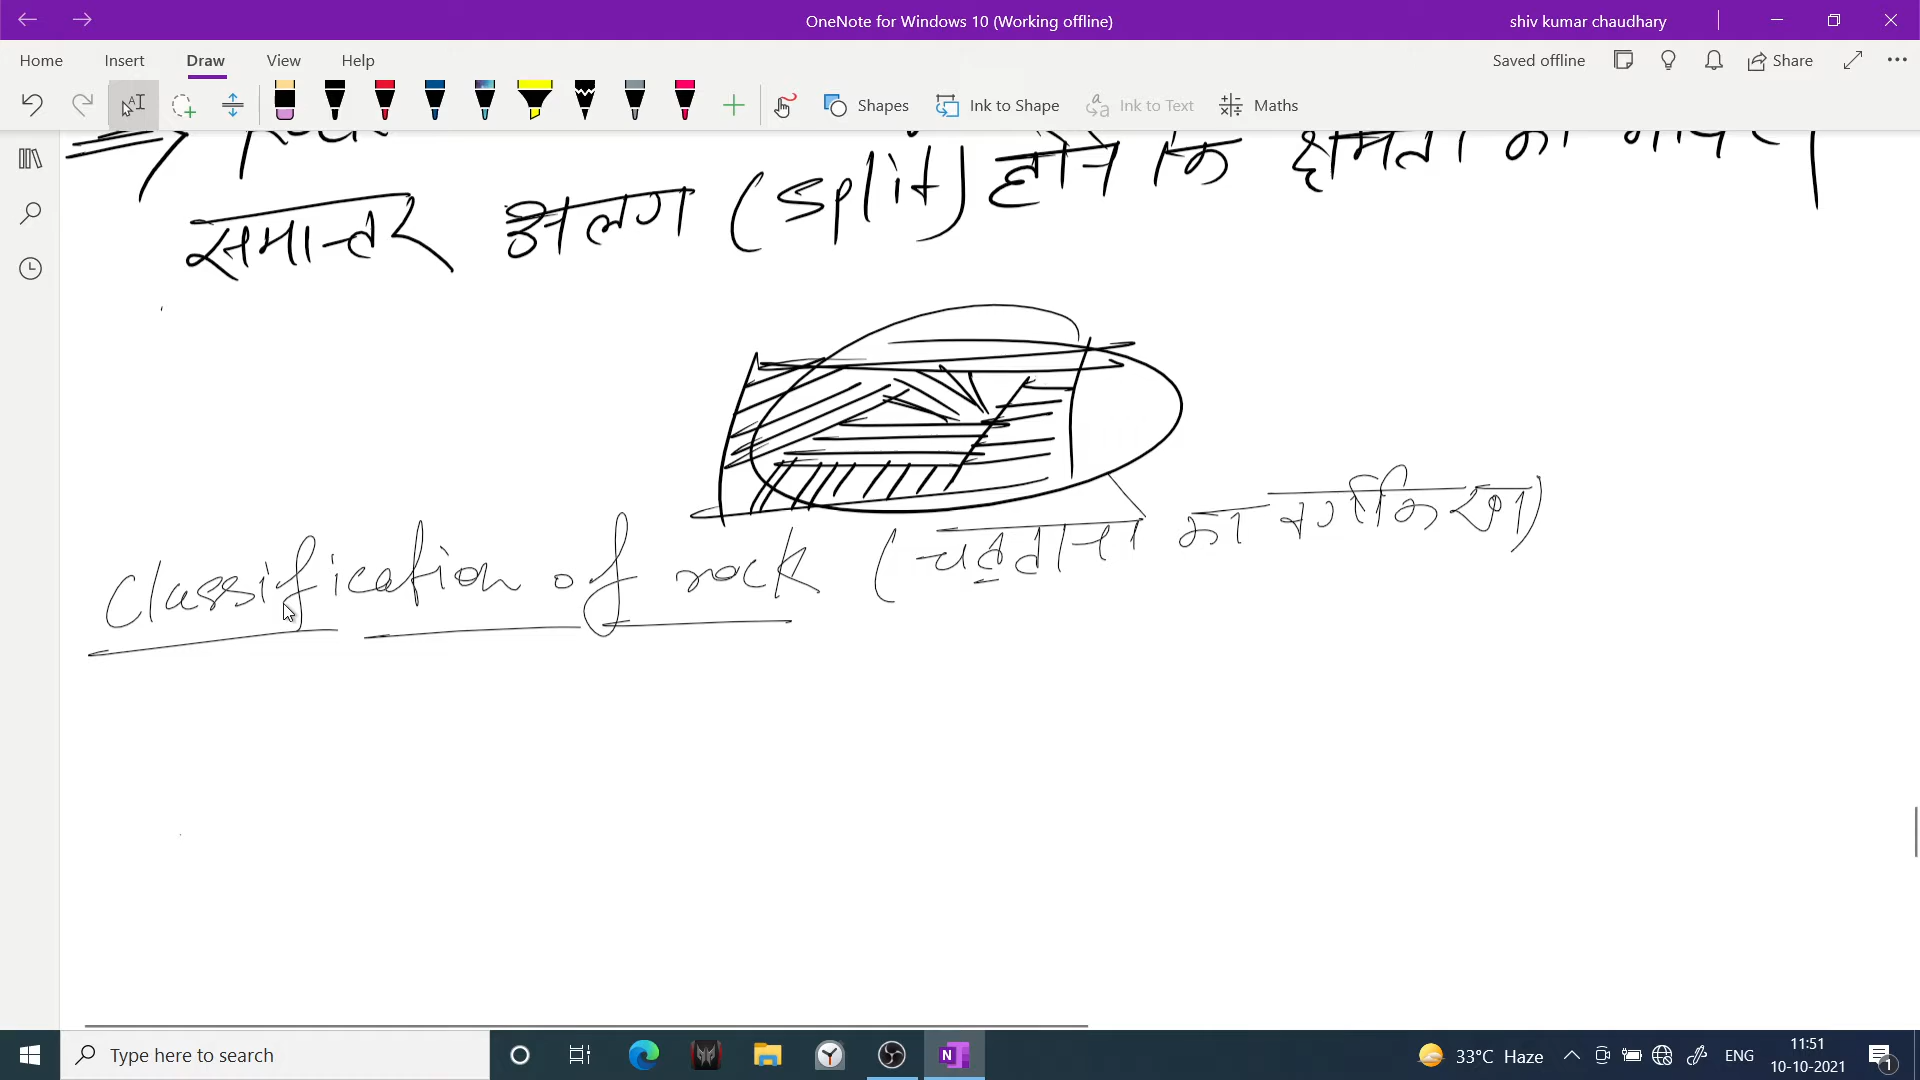 OneNote for Windows 10 (Working offline)
shiv kumar chaudhary
Home Insert Draw View Help
Saved offline Share
Shapes Ink to Shape Ink to Text Maths
समान्तर अलग (split) होने कि क्षमता
Classification of rock (चट्टानो का वर्गीकरण)
Type here to search
33°C Haze
ENG
11:51
10-10-2021
1